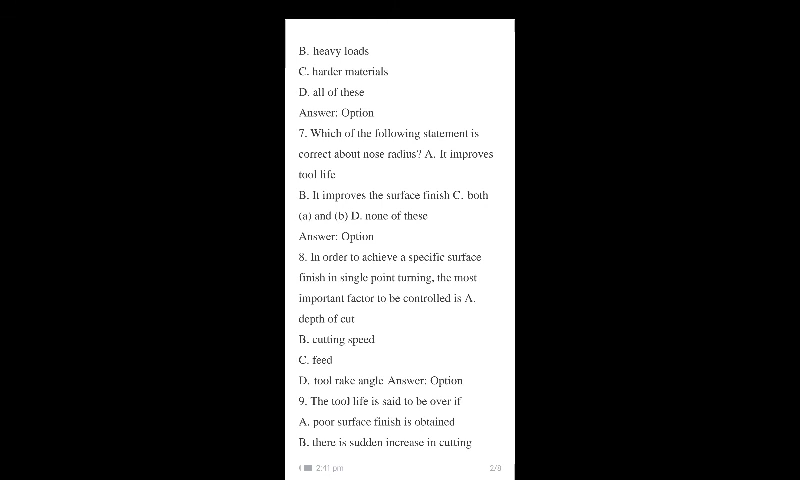 B. heavy loads
C. harder materials
D. all of these
Answer: Option
7. Which of the following statement is
correct about nose radius? A. It improves
tool life
B. It improves the surface finish C. both
(a) and (b) D. none of these
Answer: Option
8. In order to achieve a specific surface
finish in single point turning, the most
important factor to be controlled is A.
depth of cut
B. cutting speed
C. feed
D. tool rake angle Answer: Option
9. The tool life is said to be over if
A. poor surface finish is obtained
B. there is sudden increase in cutting
2:41 pm 2/8